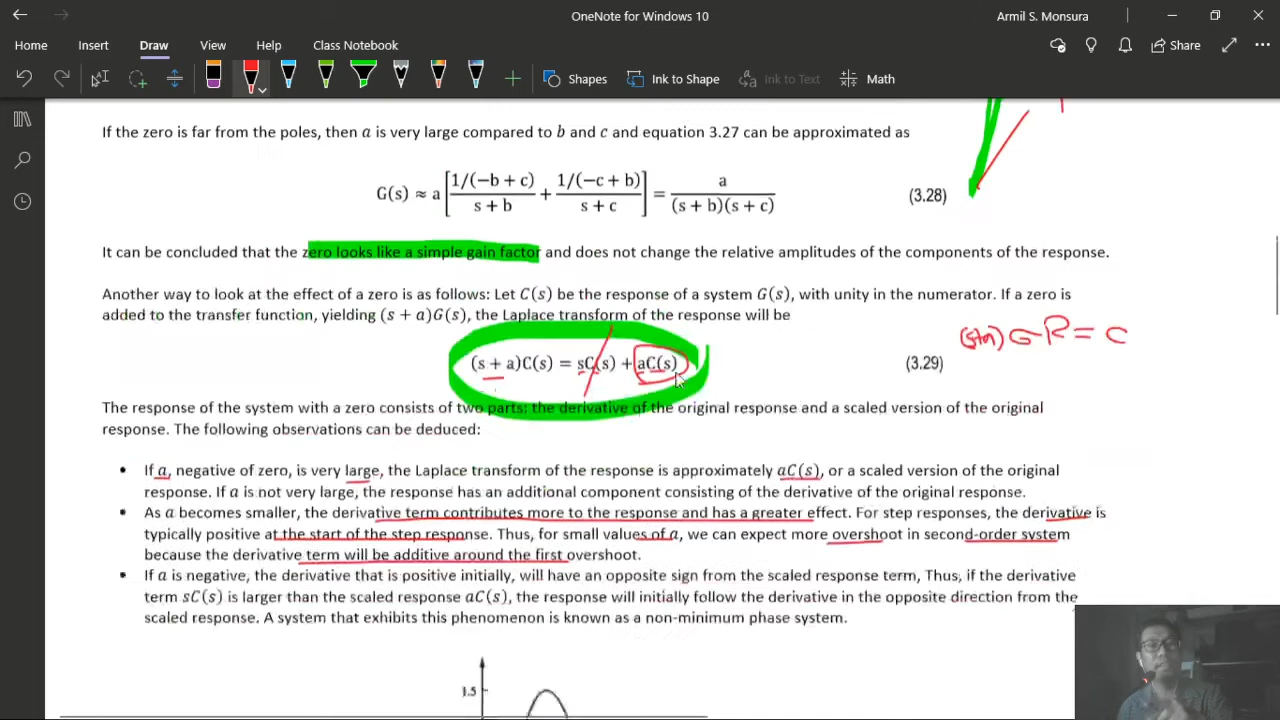 OneNote for Windows 10
Armil S. Monsura
Home Insert Draw View Help Class Notebook
Share
Shapes Ink to Shape Ink to Text Math
If the zero is far from the poles, then a is very large compared to b and c and equation 3.27 can be approximated as
G(s) ≈ a [ 1/(−b + c) / s + b + 1/(−c + b) / s + c ] = a / (s + b)(s + c) (3.28)
It can be concluded that the zero looks like a simple gain factor and does not change the relative amplitudes of the components of the response.
Another way to look at the effect of a zero is as follows: Let C(s) be the response of a system G(s), with unity in the numerator. If a zero is
added to the transfer function, yielding (s + a)G(s), the Laplace transform of the response will be
(s+a) G R = C
(s + a)C(s) = sC(s) + aC(s) (3.29)
The response of the system with a zero consists of two parts: the derivative of the original response and a scaled version of the original
response. The following observations can be deduced:
• If a, negative of zero, is very large, the Laplace transform of the response is approximately aC(s), or a scaled version of the original
response. If a is not very large, the response has an additional component consisting of the derivative of the original response.
• As a becomes smaller, the derivative term contributes more to the response and has a greater effect. For step responses, the derivative is
typically positive at the start of the step response. Thus, for small values of a, we can expect more overshoot in second-order system
because the derivative term will be additive around the first overshoot.
• If a is negative, the derivative that is positive initially, will have an opposite sign from the scaled response term, Thus, if the derivative
term sC(s) is larger than the scaled response aC(s), the response will initially follow the derivative in the opposite direction from the
scaled response. A system that exhibits this phenomenon is known as a non-minimum phase system.
1.5